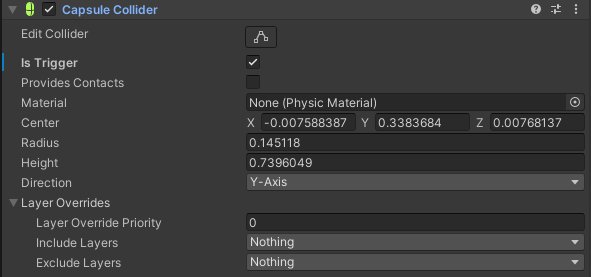 Capsule Collider
Edit Collider
Is Trigger
Provides Contacts
Material None (Physic Material)
Center X -0.007588387 Y 0.3383684 Z 0.00768137
Radius 0.145118
Height 0.7396049
Direction Y-Axis
Layer Overrides
Layer Override Priority 0
Include Layers Nothing
Exclude Layers Nothing